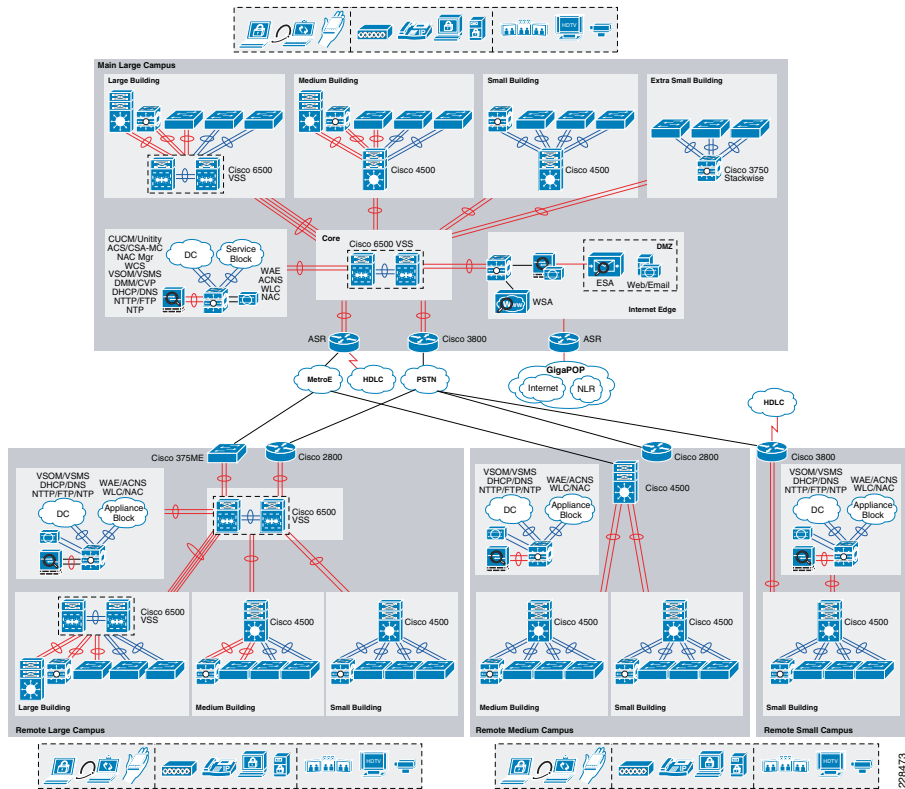 HDTV
Main Large Campus
Large Building
Medium Building
Small Building
Extra Small Building
Cisco 6500
VSS
Cisco 4500
Cisco 4500
Cisco 3750
Stackwise
CUCM/Unitity
ACS/CSA-MC
NAC Mgr
WCS
VSOM/VSMS
DMM/CVP
DHCP/DNS
NTTP/FTP
NTP
DC
Service
Block
WAE
ACNS
WLC
NAC
Core
Cisco 6500 VSS
DMZ
ESA
Web/Email
WSA
Www
Internet Edge
ASR
Cisco 3800
ASR
MetroE
HDLC
PSTN
GigaPOP
Internet
NLR
HDLC
Cisco 375ME
Cisco 2800
Cisco 2800
Cisco 3800
VSOM/VSMS
DHCP/DNS
NTTP/FTP/NTP
WAE/ACNS
WLC/NAC
DC
Appliance
Block
Cisco 6500
VSS
Cisco 4500
VSOM/VSMS
DHCP/DNS
NTTP/FTP/NTP
WAE/ACNS
WLC/NAC
DC
Appliance
Block
VSOM/VSMS
DHCP/DNS
NTTP/FTP/NTP
WAE/ACNS
WLC/NAC
DC
Appliance
Block
Cisco 6500
VSS
Cisco 4500
Cisco 4500
Cisco 4500
Cisco 4500
Cisco 4500
Large Building
Medium Building
Small Building
Medium Building
Small Building
Small Building
Remote Large Campus
Remote Medium Campus
Remote Small Campus
HDTV
HDTV
228473